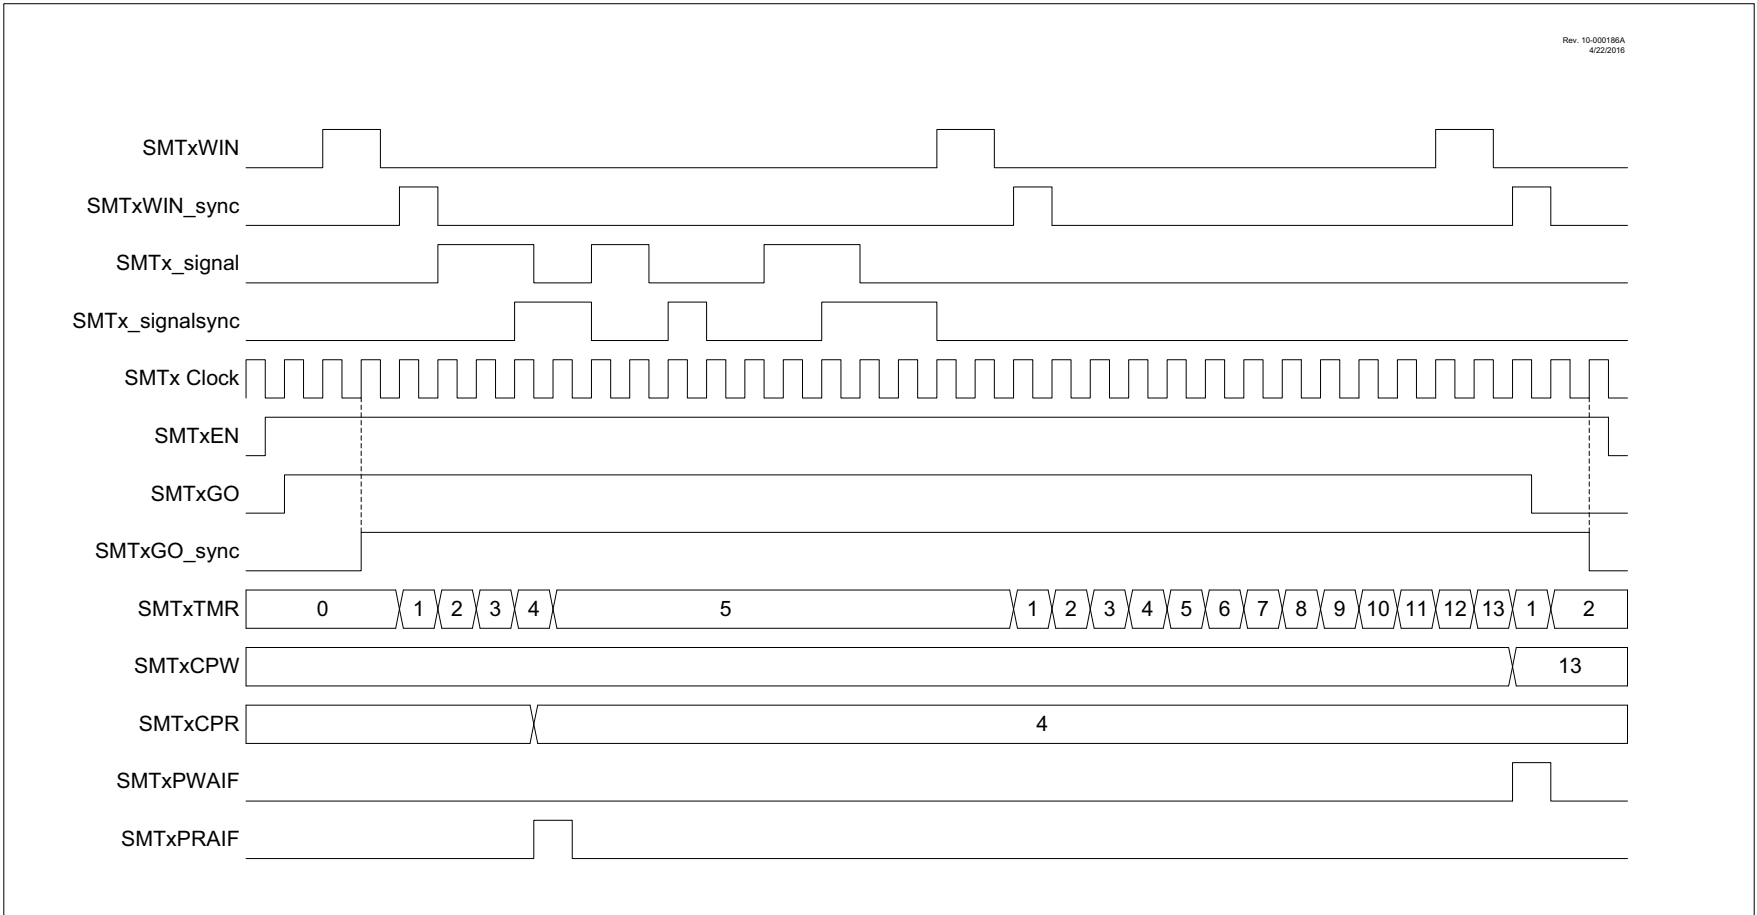 Rev. 10-000186A
4/22/2016
SMTxWIN
SMTxWIN_sync
SMTx_signal
SMTx_signalsync
SMTx Clock
SMTxEN
SMTxGO
SMTxGO_sync
SMTxTMR 0 1 2 3 4 5 1 2 3 4 5 6 7 8 9 10 11 12 13 1 2
SMTxCPW 13
SMTxCPR 4
SMTxPWAIF
SMTxPRAIF